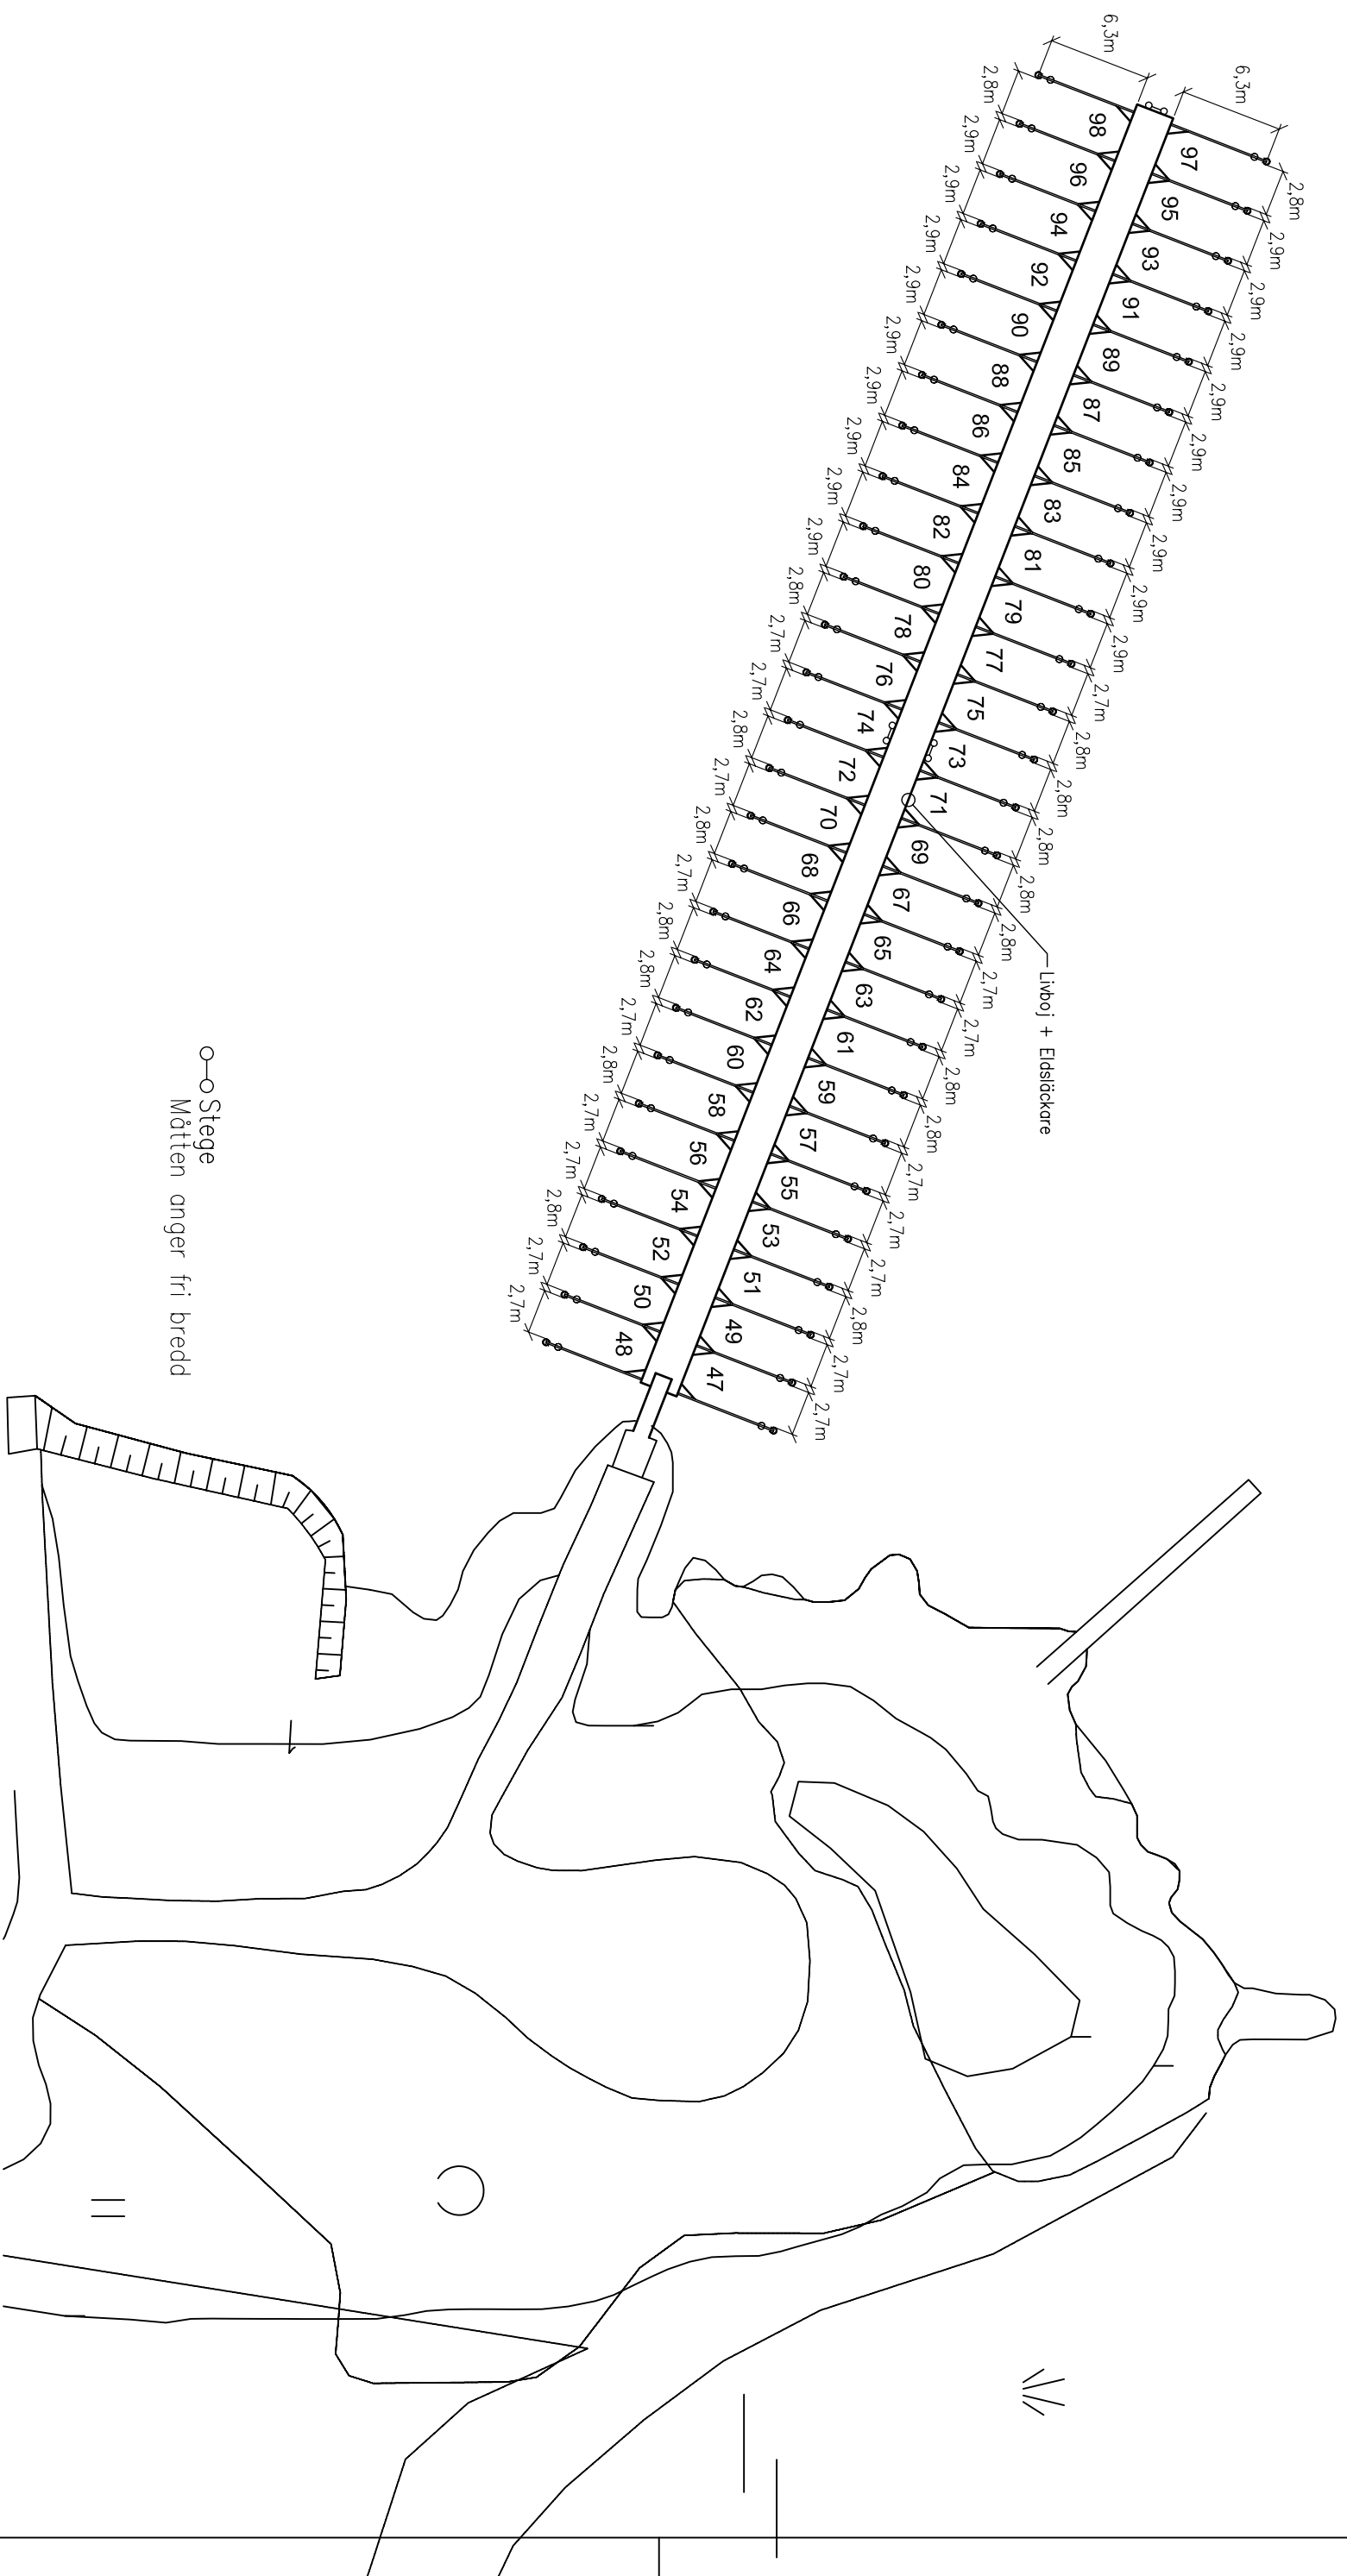 6,3m
6,3m
2,8m
2,9m
2,9m
2,9m
2,9m
2,9m
2,9m
2,9m
2,9m
2,9m
2,7m
2,8m
2,8m
2,8m
2,8m
2,8m
2,7m
2,7m
2,8m
2,8m
2,7m
2,7m
2,7m
2,8m
2,7m
2,7m
97
95
93
91
89
87
85
83
81
79
77
75
73
71
69
67
65
63
61
59
57
55
53
51
49
47
98
96
94
92
90
88
86
84
82
80
78
76
74
72
70
68
66
64
62
60
58
56
54
52
50
48
2,8m
2,9m
2,9m
2,9m
2,9m
2,9m
2,9m
2,9m
2,9m
2,9m
2,8m
2,7m
2,7m
2,8m
2,7m
2,8m
2,7m
2,8m
2,8m
2,7m
2,8m
2,7m
2,7m
2,8m
2,7m
2,7m
Livboj + Eldsläckare
Stege
Måtten anger fri bredd